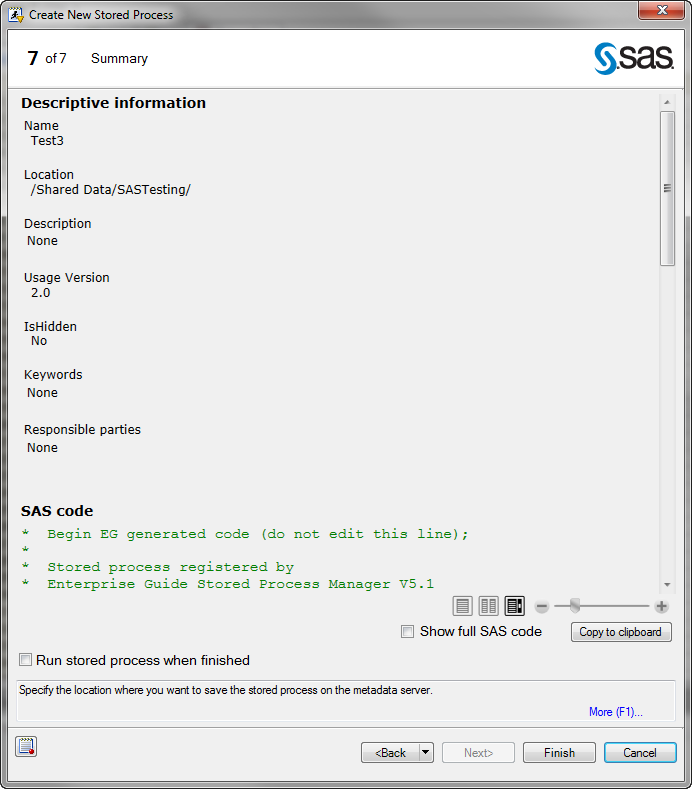 Create New Stored Process
7 of 7 Summary
sas.
Descriptive information
Name
Test3
Location
/Shared Data/SASTesting/
Description
None
Usage Version
2.0
IsHidden
No
Keywords
None
Responsible parties
None
SAS code
* Begin EG generated code (do not edit this line);
*
* Stored process registered by
* Enterprise Guide Stored Process Manager V5.1
Show full SAS code
Copy to clipboard
Run stored process when finished
Specify the location where you want to save the stored process on the metadata server.
More (F1)...
<Back Next> Finish Cancel